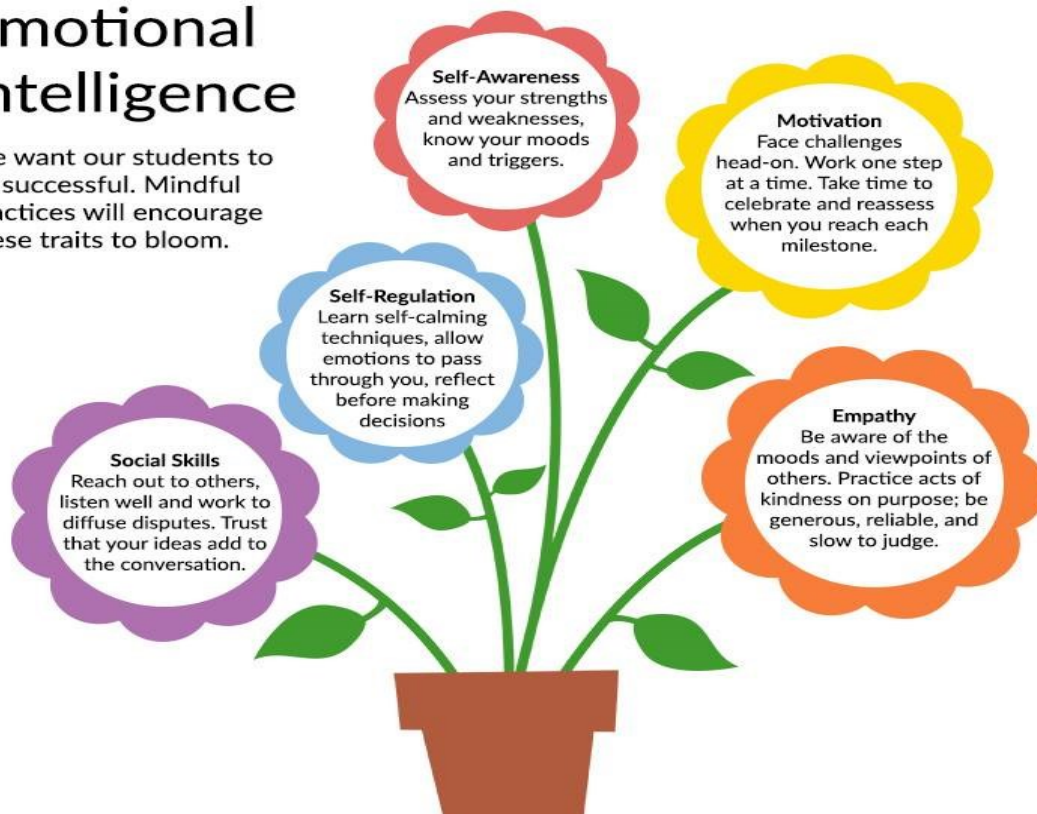 motional
ntelligence
e want our students to
successful. Mindful
actices will encourage
ese traits to bloom.
Self-Awareness
Assess your strengths
and weaknesses,
know your moods
and triggers.
Motivation
Face challenges
head-on. Work one step
at a time. Take time to
celebrate and reassess
when you reach each
milestone.
Self-Regulation
Learn self-calming
techniques, allow
emotions to pass
through you, reflect
before making
decisions
Empathy
Be aware of the
moods and viewpoints of
others. Practice acts of
kindness on purpose; be
generous, reliable, and
slow to judge.
Social Skills
Reach out to others,
listen well and work to
diffuse disputes. Trust
that your ideas add to
the conversation.